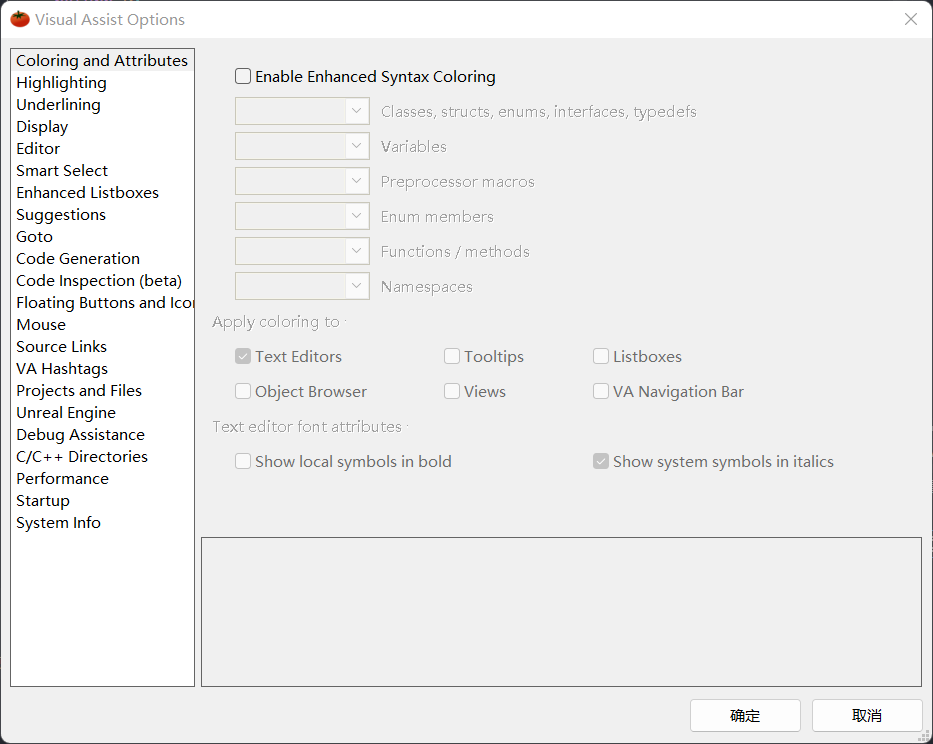 Visual Assist Options
Coloring and Attributes
Highlighting
Underlining
Display
Editor
Smart Select
Enhanced Listboxes
Suggestions
Goto
Code Generation
Code Inspection (beta)
Floating Buttons and Icon
Mouse
Source Links
VA Hashtags
Projects and Files
Unreal Engine
Debug Assistance
C/C++ Directories
Performance
Startup
System Info
Enable Enhanced Syntax Coloring
Classes, structs, enums, interfaces, typedefs
Variables
Preprocessor macros
Enum members
Functions / methods
Namespaces
Apply coloring to
Text Editors Tooltips Listboxes
Object Browser Views VA Navigation Bar
Text editor font attributes
Show local symbols in bold Show system symbols in italics
确定 取消